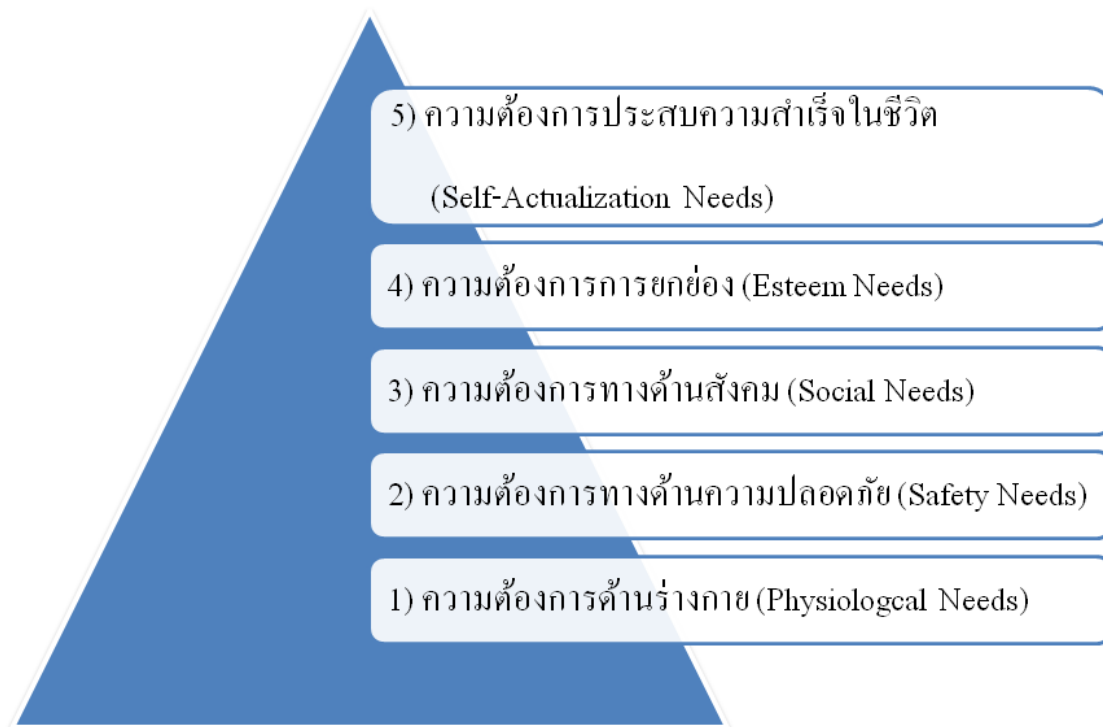 5) ความต้องการประสบความสำเร็จในชีวิต
(Self-Actualization Needs)
4) ความต้องการการยกย่อง (Esteem Needs)
3) ความต้องการทางด้านสังคม (Social Needs)
2) ความต้องการทางด้านความปลอดภัย (Safety Needs)
1) ความต้องการด้านร่างกาย (Physiologcal Needs)